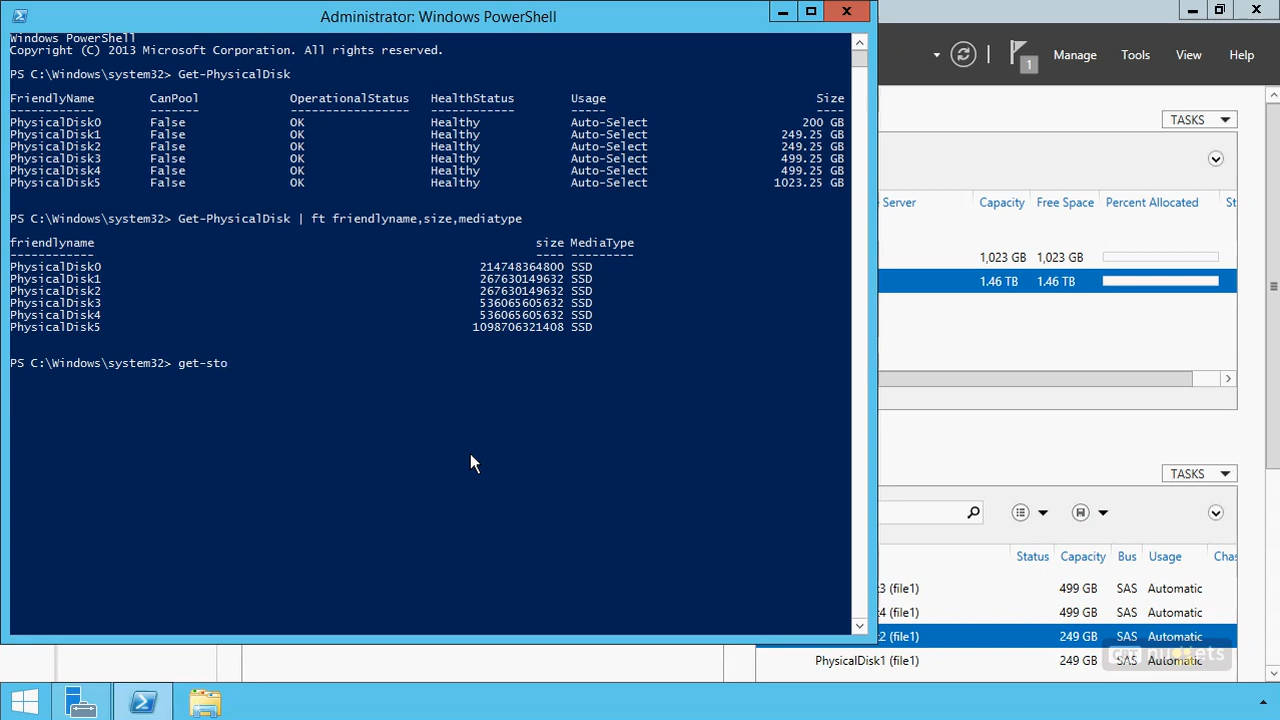 Administrator: Windows PowerShell
Windows PowerShell
Copyright (C) 2013 Microsoft Corporation. All rights reserved.
PS C:\Windows\system32> Get-PhysicalDisk
FriendlyName CanPool OperationalStatus HealthStatus Usage Size
------------ ------- ----------------- ------------ ----- ----
PhysicalDisk0 False OK Healthy Auto-Select 200 GB
PhysicalDisk1 False OK Healthy Auto-Select 249.25 GB
PhysicalDisk2 False OK Healthy Auto-Select 249.25 GB
PhysicalDisk3 False OK Healthy Auto-Select 499.25 GB
PhysicalDisk4 False OK Healthy Auto-Select 499.25 GB
PhysicalDisk5 False OK Healthy Auto-Select 1023.25 GB
PS C:\Windows\system32> Get-PhysicalDisk | ft friendlyname,size,mediatype
friendlyname size MediaType
------------ ---- ---------
PhysicalDisk0 214748364800 SSD
PhysicalDisk1 267630149632 SSD
PhysicalDisk2 267630149632 SSD
PhysicalDisk3 536065605632 SSD
PhysicalDisk4 536065605632 SSD
PhysicalDisk5 1098706321408 SSD
PS C:\Windows\system32> get-sto
1 Manage Tools View Help
TASKS
Server Capacity Free Space Percent Allocated St
1,023 GB 1,023 GB
1.46 TB 1.46 TB
TASKS
Status Capacity Bus Usage Chas
3 (file1) 499 GB SAS Automatic
4 (file1) 499 GB SAS Automatic
2 (file1) 249 GB SAS Automatic
PhysicalDisk1 (file1) 249 GB SAS Automatic
cbt nuggets